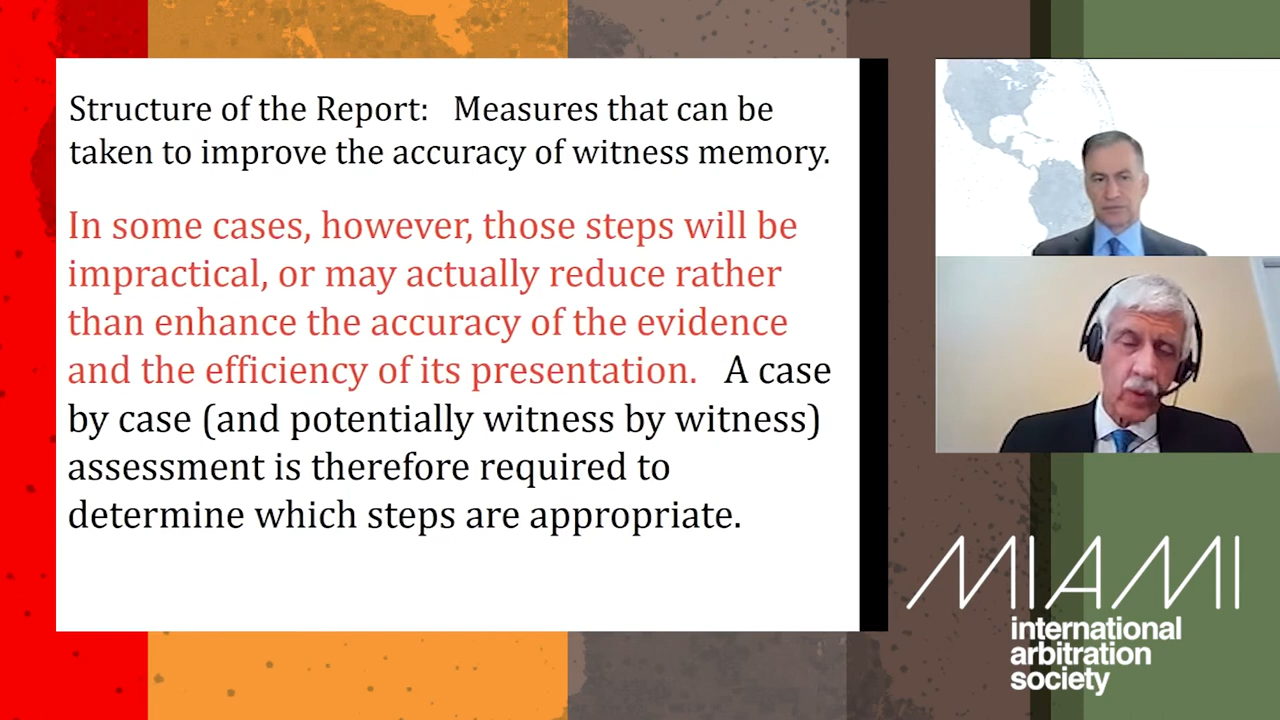 Structure of the Report: Measures that can be
taken to improve the accuracy of witness memory.
In some cases, however, those steps will be
impractical, or may actually reduce rather
than enhance the accuracy of the evidence
and the efficiency of its presentation. A case
by case (and potentially witness by witness)
assessment is therefore required to
determine which steps are appropriate.
MIAMI
international
arbitration
society